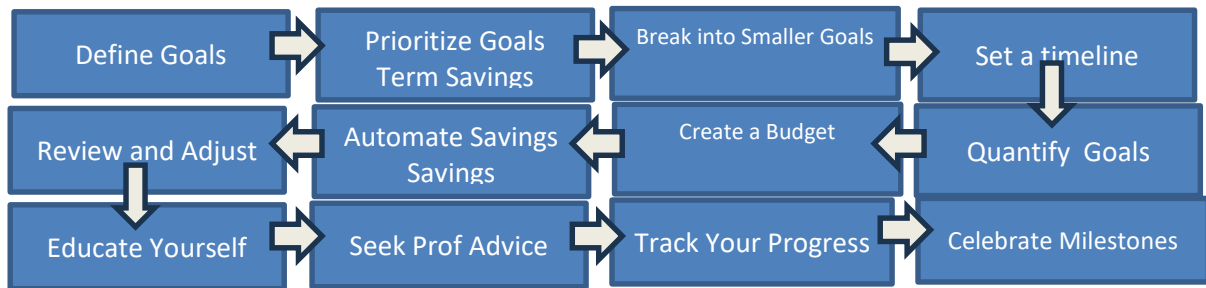 Define Goals
Prioritize Goals
Term Savings
Break into Smaller Goals
Set a timeline
Review and Adjust
Automate Savings
Savings
Create a Budget
Quantify Goals
Educate Yourself
Seek Prof Advice
Track Your Progress
Celebrate Milestones